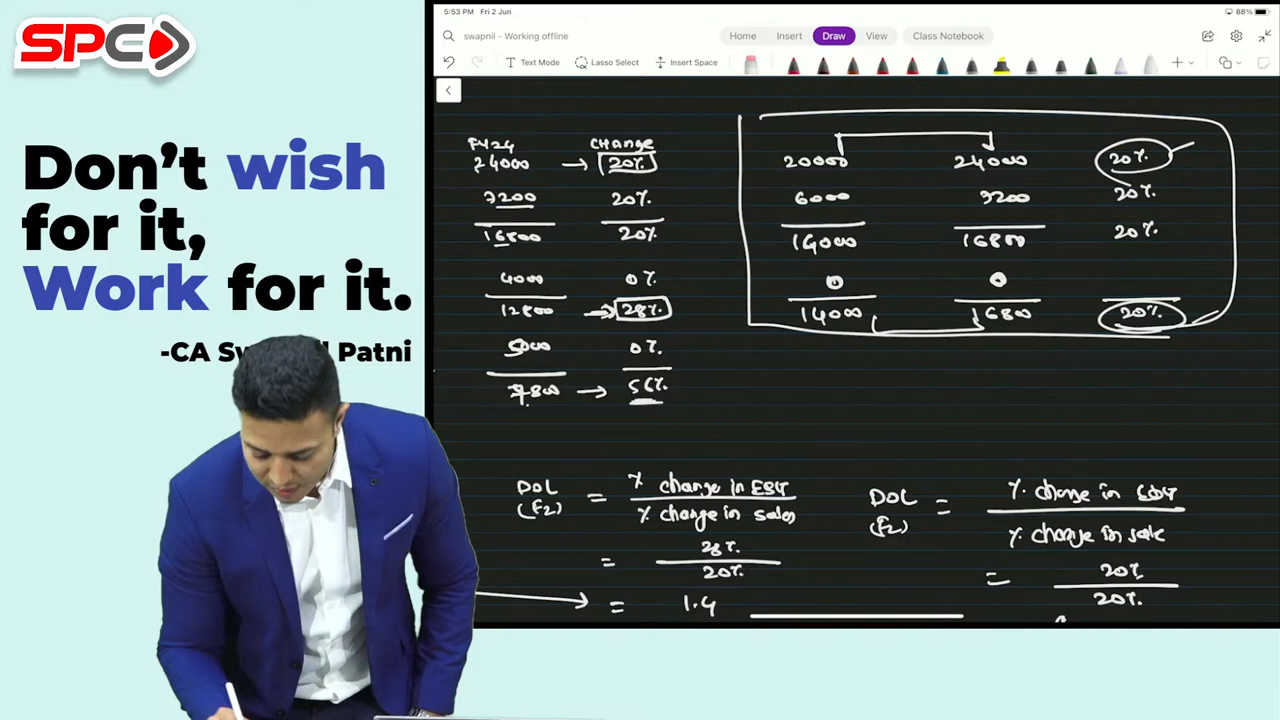 SPC
Don't wish
for it,
Work for it.
-CA Sw Patni
5:53 PM Fri 2 Jun
88%
swapnil - Working offline
Home Insert Draw View Class Notebook
Text Mode Lasso Select Insert Space
FY24 CHANGE
24000 → 20%
7200 20%
16800 20%
4000 0%
12800 → 28%
5000 0%
7800 → 56%
20000 24000 20%
6000 7200 20%
14000 16800 20%
0 0
14000 16800 20%
DOL (F2) = % change in EBIT / % change in sales
= 28% / 20%
= 1.4
DOL (F2) = % change in EBIT / % change in sale
= 20% / 20%